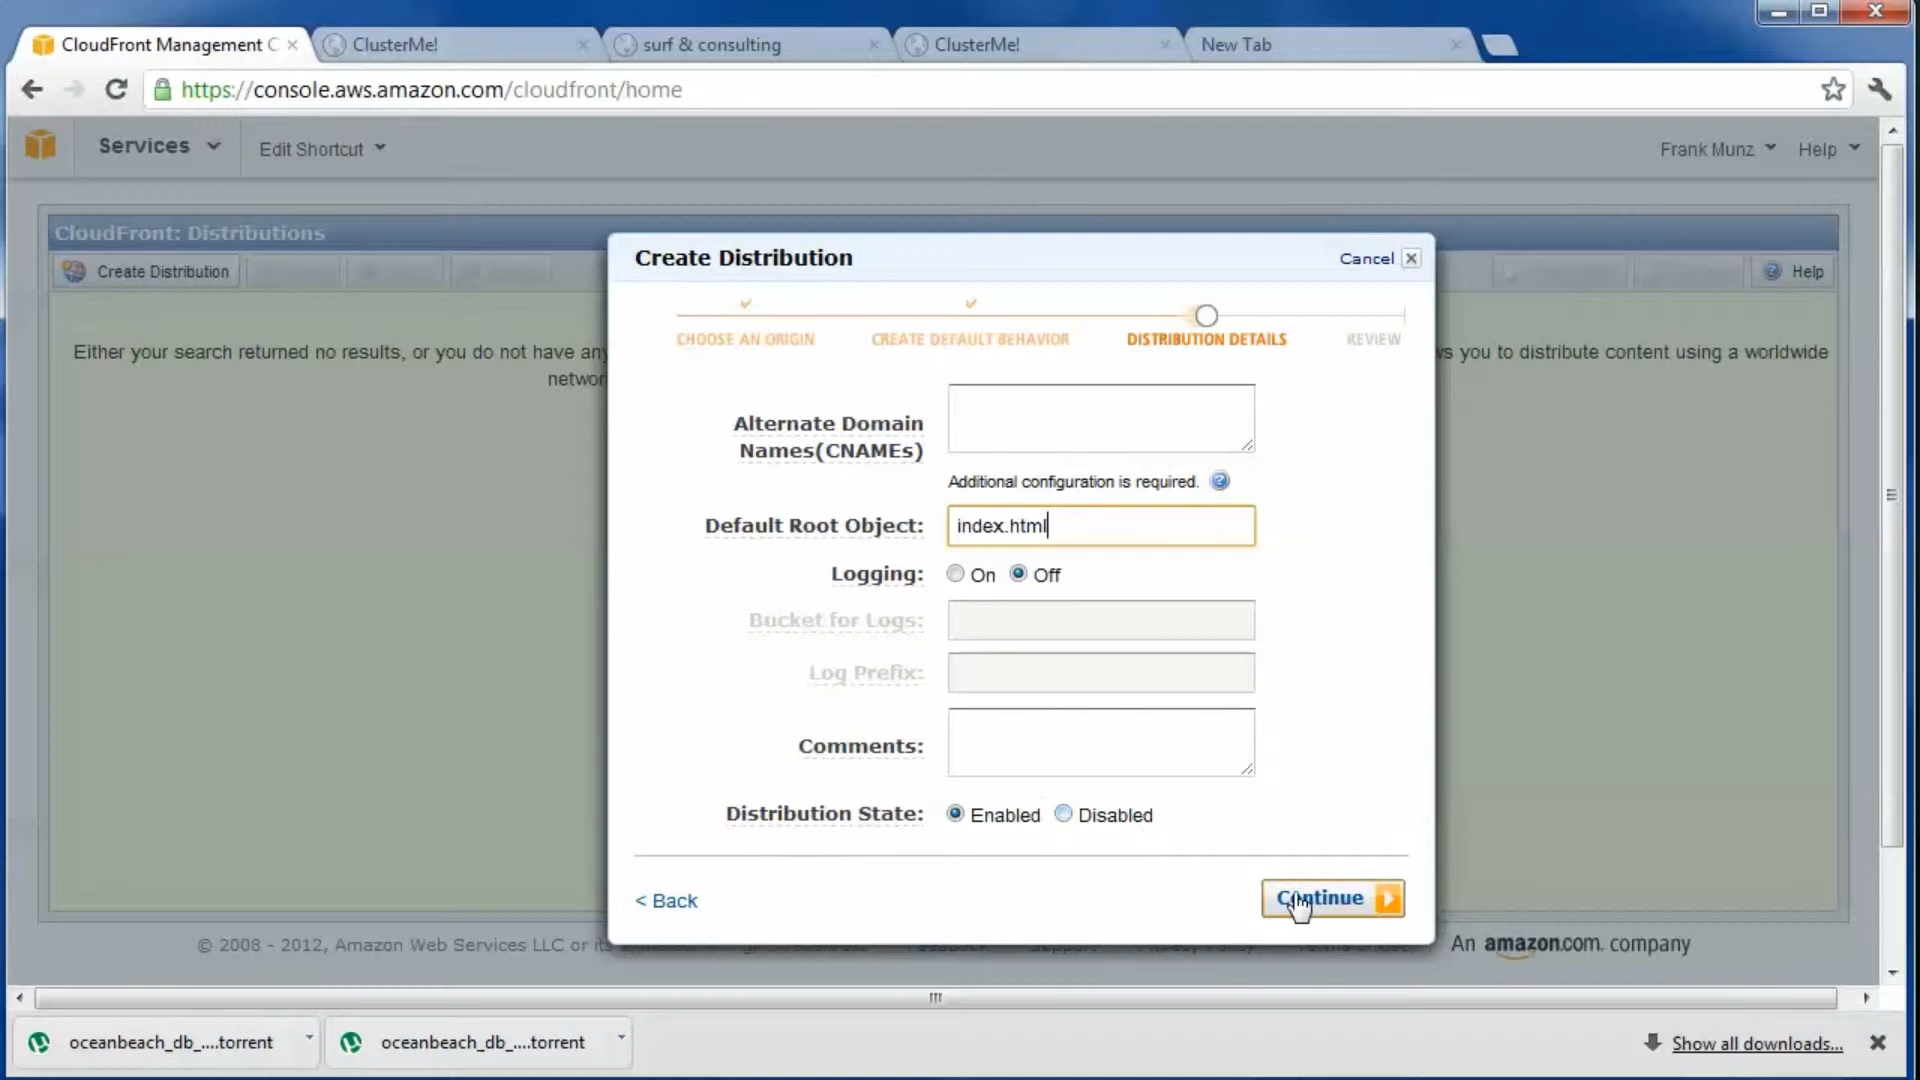 CloudFront Management C
ClusterMe!
surf & consulting
ClusterMe!
New Tab
https://console.aws.amazon.com/cloudfront/home
Services
Edit Shortcut
Frank Munz
Help
CloudFront: Distributions
Create Distribution
Help
Either your search returned no results, or you do not have any
ws you to distribute content using a worldwide
networ
Create Distribution
Cancel
CHOOSE AN ORIGIN
CREATE DEFAULT BEHAVIOR
DISTRIBUTION DETAILS
REVIEW
Alternate Domain
Names(CNAMEs)
Additional configuration is required.
Default Root Object:
index.html
Logging:
On
Off
Bucket for Logs:
Log Prefix:
Comments:
Distribution State:
Enabled
Disabled
< Back
Continue
© 2008 - 2012, Amazon Web Services LLC or its
An amazon.com. company
oceanbeach_db_....torrent
oceanbeach_db_....torrent
Show all downloads...